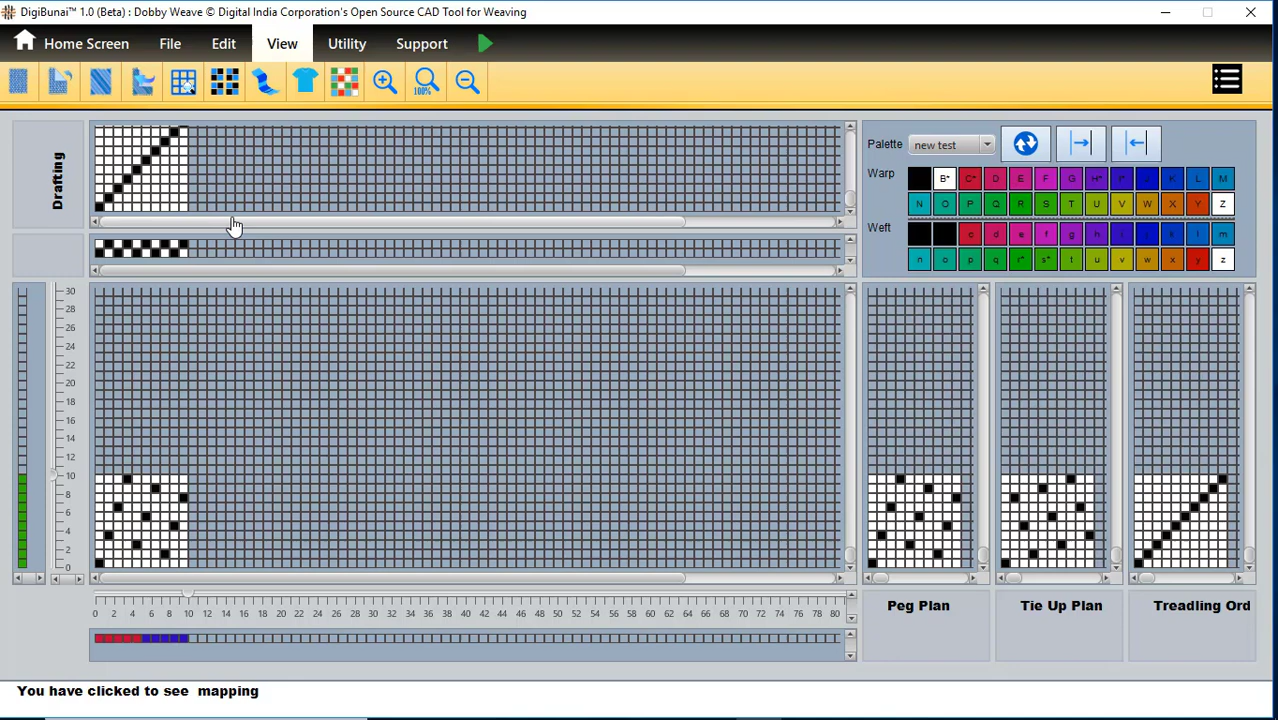 DigiBunai™ 1.0 (Beta) : Dobby Weave © Digital India Corporation's Open Source CAD Tool for Weaving
Home Screen File Edit View Utility Support
100%
Drafting
Palette new test
Warp B* C* D E F G H* I* J K L M
N O P Q R S T U V W X Y Z
Weft c d e f g h i j k l m
n o p q r* s* t u v w x y z
30
28
26
24
22
20
18
16
14
12
10
8
6
4
2
0
0 2 4 6 8 10 12 14 16 18 20 22 24 26 28 30 32 34 36 38 40 42 44 46 48 50 52 54 56 58 60 62 64 66 68 70 72 74 76 78 80
Peg Plan Tie Up Plan Treadling Ord
You have clicked to see mapping